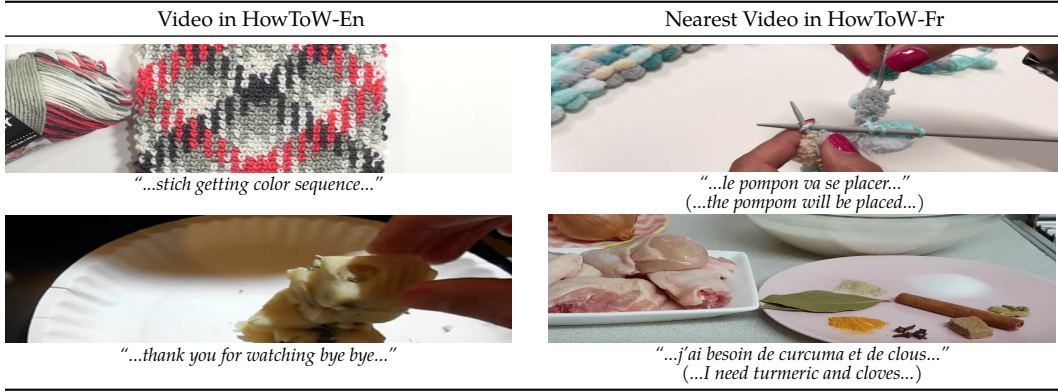 Video in HowToW-En
Nearest Video in HowToW-Fr
“...stich getting color sequence...”
“...le pompon va se placer...”
(...the pompom will be placed...)
“...thank you for watching bye bye...”
“...j’ai besoin de curcuma et de clous...”
(...I need turmeric and cloves...)